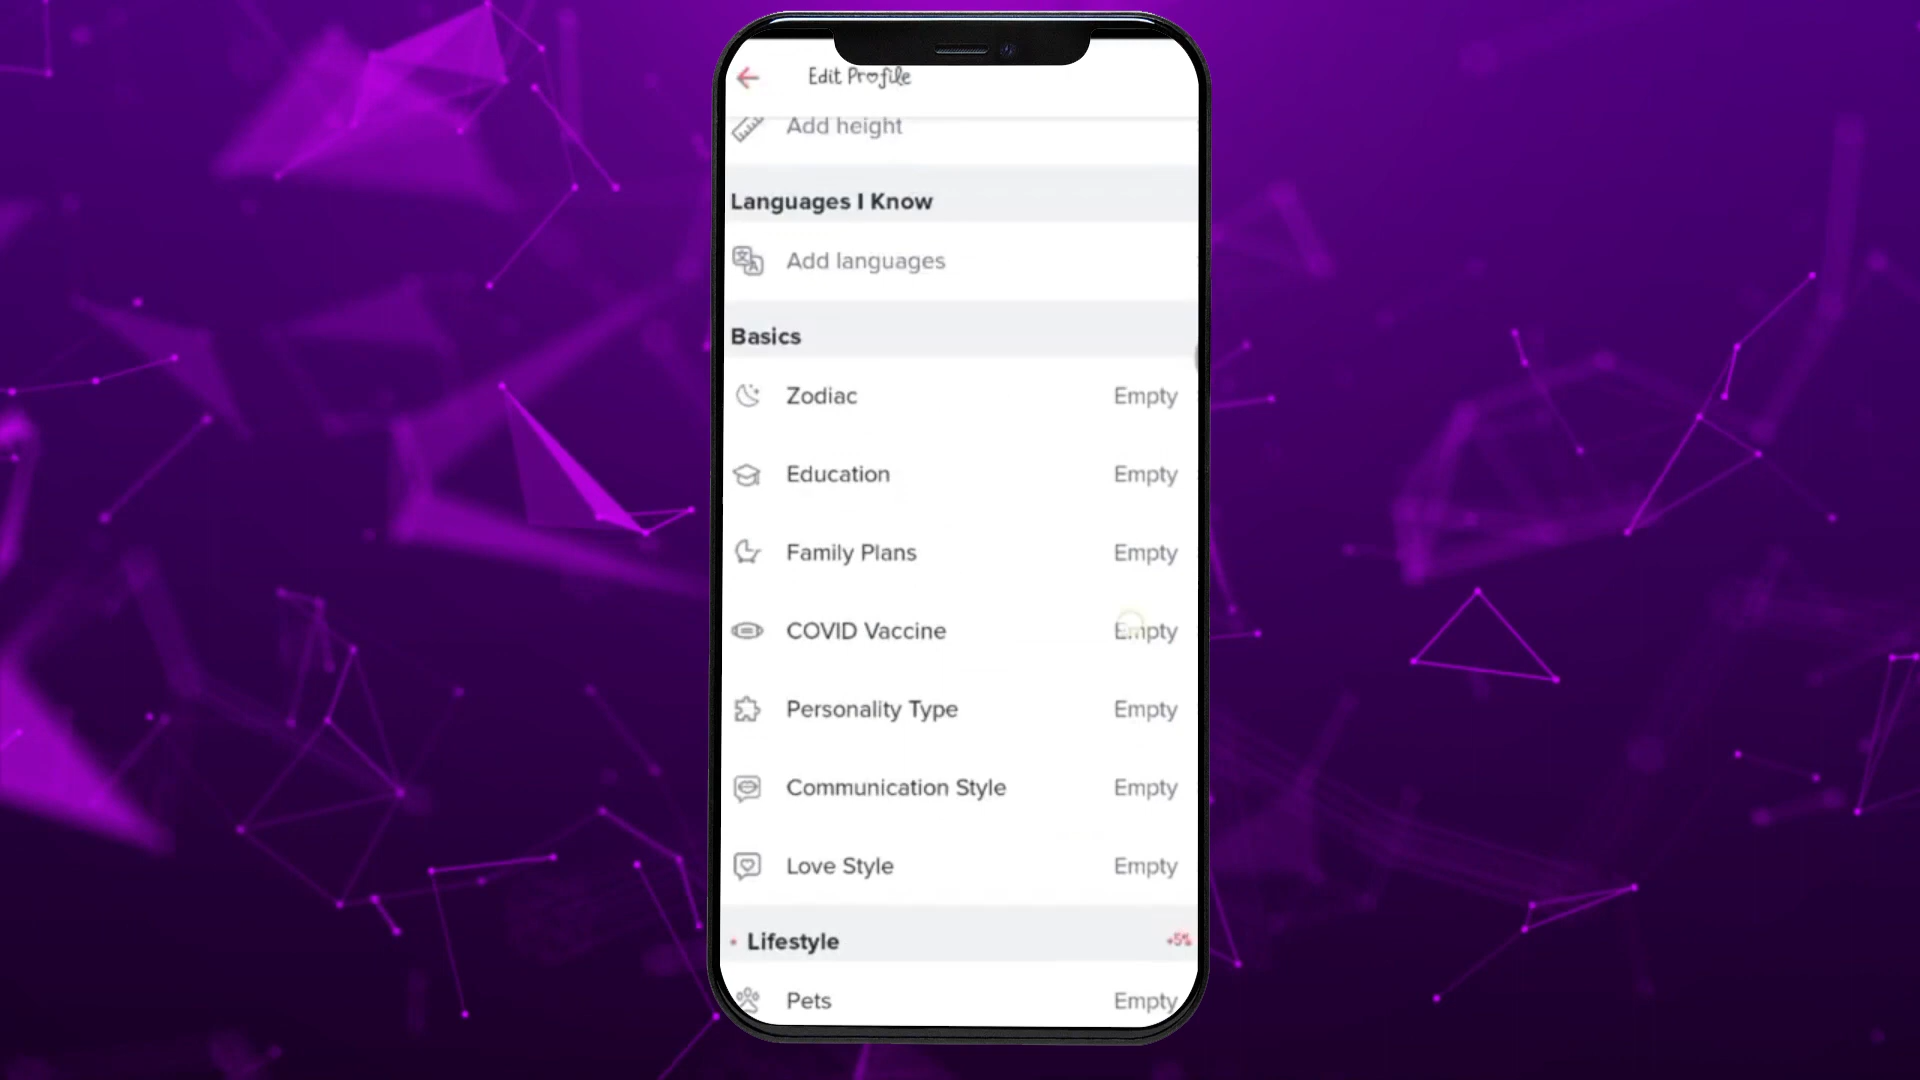 Edit Profile
Add height
Languages I Know
Add languages
Basics
Zodiac Empty
Education Empty
Family Plans Empty
COVID Vaccine Empty
Personality Type Empty
Communication Style Empty
Love Style Empty
Lifestyle +5%
Pets Empty